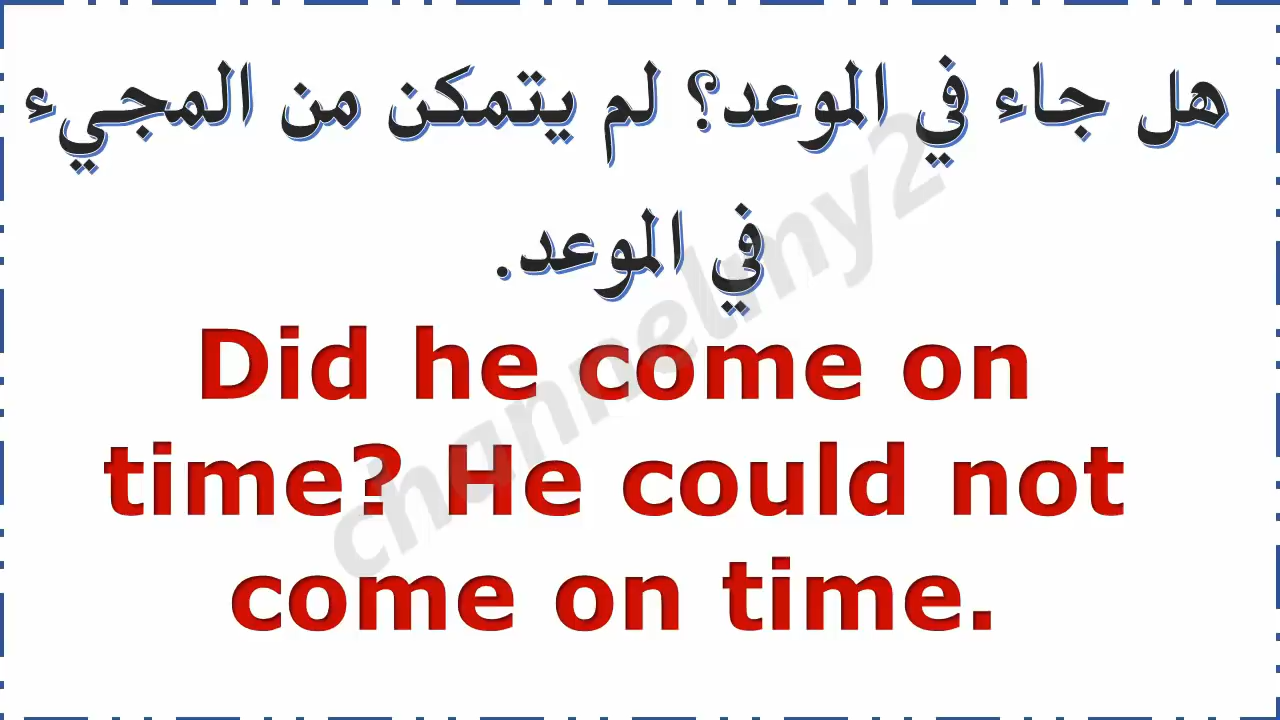 هل جاء في الموعد؟ لم يتمكن من المجيء
في الموعد.
Did he come on
time? He could not
come on time.
channelmy2